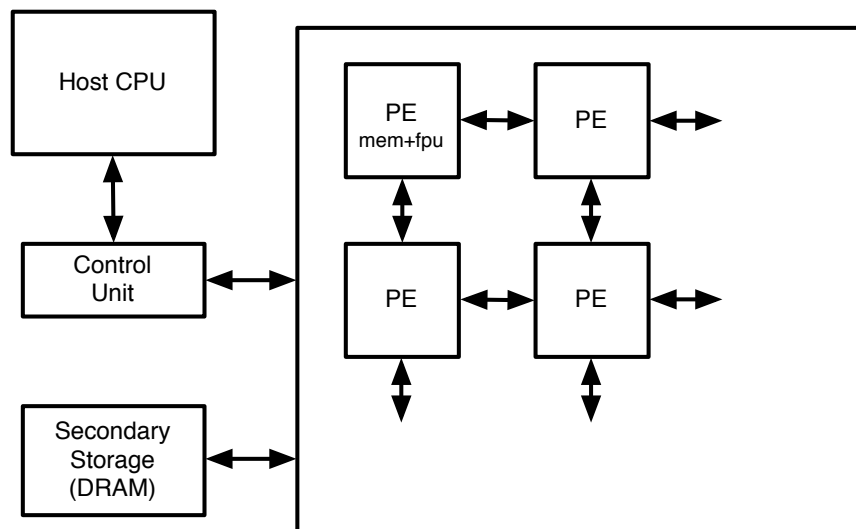 Host CPU
PE
mem+fpu
PE
Control
Unit
PE
PE
Secondary
Storage
(DRAM)